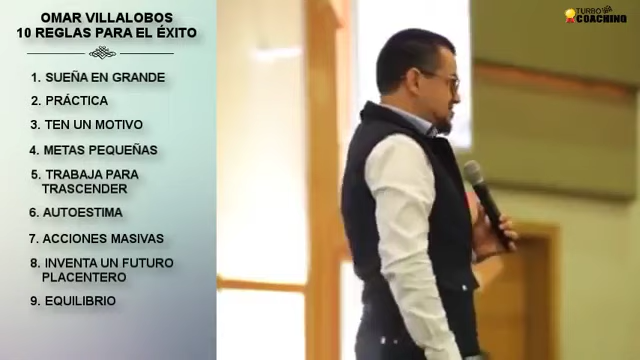 OMAR VILLALOBOS
10 REGLAS PARA EL ÉXITO
1. SUEÑA EN GRANDE
2. PRÁCTICA
3. TEN UN MOTIVO
4. METAS PEQUEÑAS
5. TRABAJA PARA
TRASCENDER
6. AUTOESTIMA
7. ACCIONES MASIVAS
8. INVENTA UN FUTURO
PLACENTERO
9. EQUILIBRIO
TURBO
COACHING